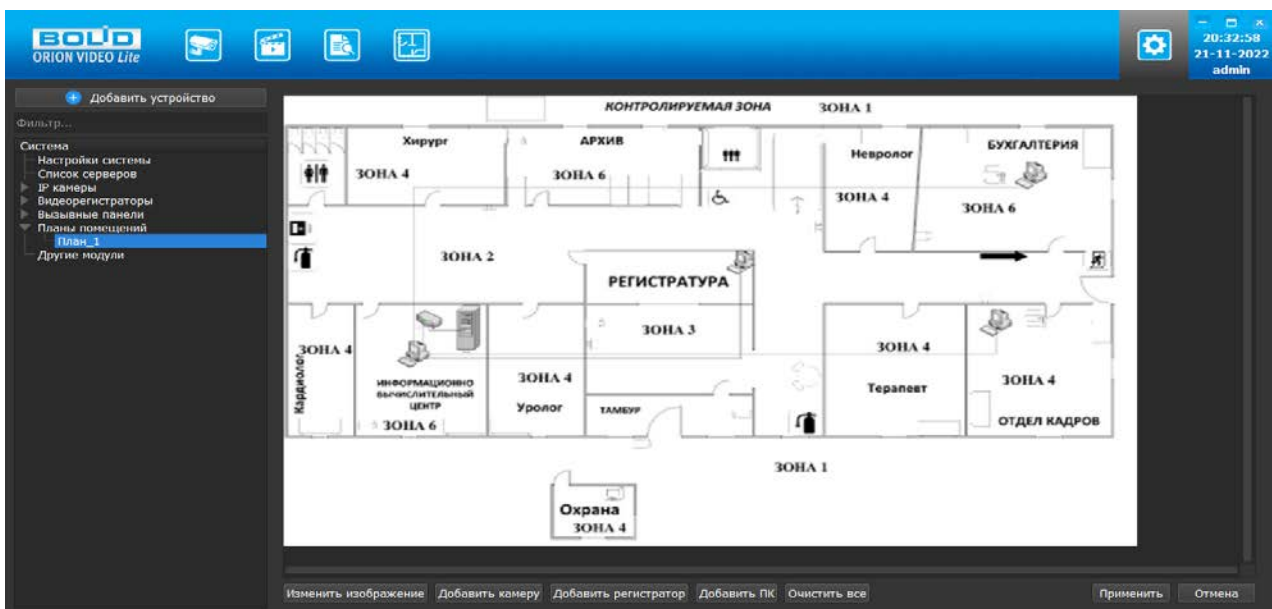 BOLID
ORION VIDEO Lite
20:32:58
21-11-2022
admin
Добавить устройство
Фильтр...
Система
Настройки системы
Список серверов
IP камеры
Видеорегистраторы
Вызывные панели
Планы помещений
План_1
Другие модули
КОНТРОЛИРУЕМАЯ ЗОНА ЗОНА 1
Хирург
ЗОНА 4
АРХИВ
ЗОНА 6
Невролог
ЗОНА 4
БУХГАЛТЕРИЯ
ЗОНА 6
ЗОНА 2
РЕГИСТРАТУРА
ЗОНА 3
Кардиолог
ЗОНА 4
ИНФОРМАЦИОННО
ВЫЧИСЛИТЕЛЬНЫЙ
ЦЕНТР
ЗОНА 6
ЗОНА 4
Уролог
ТАМБУР
ЗОНА 4
Терапевт
ЗОНА 4
ОТДЕЛ КАДРОВ
ЗОНА 1
Охрана
ЗОНА 4
Изменить изображение Добавить камеру Добавить регистратор Добавить ПК Очистить все Применить Отмена